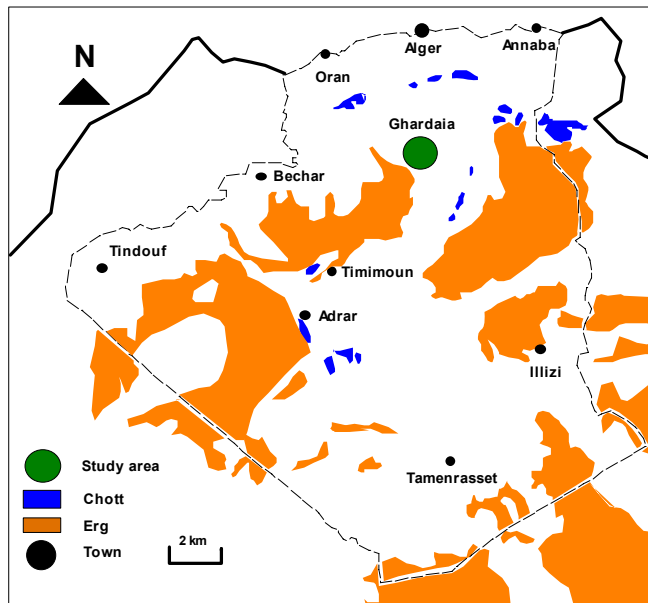 Alger
Annaba
N
Oran
Ghardaia
Bechar
Tindouf
Timimoun
Adrar
Illizi
Tamenrasset
Study area
Chott
Erg
Town
2 km